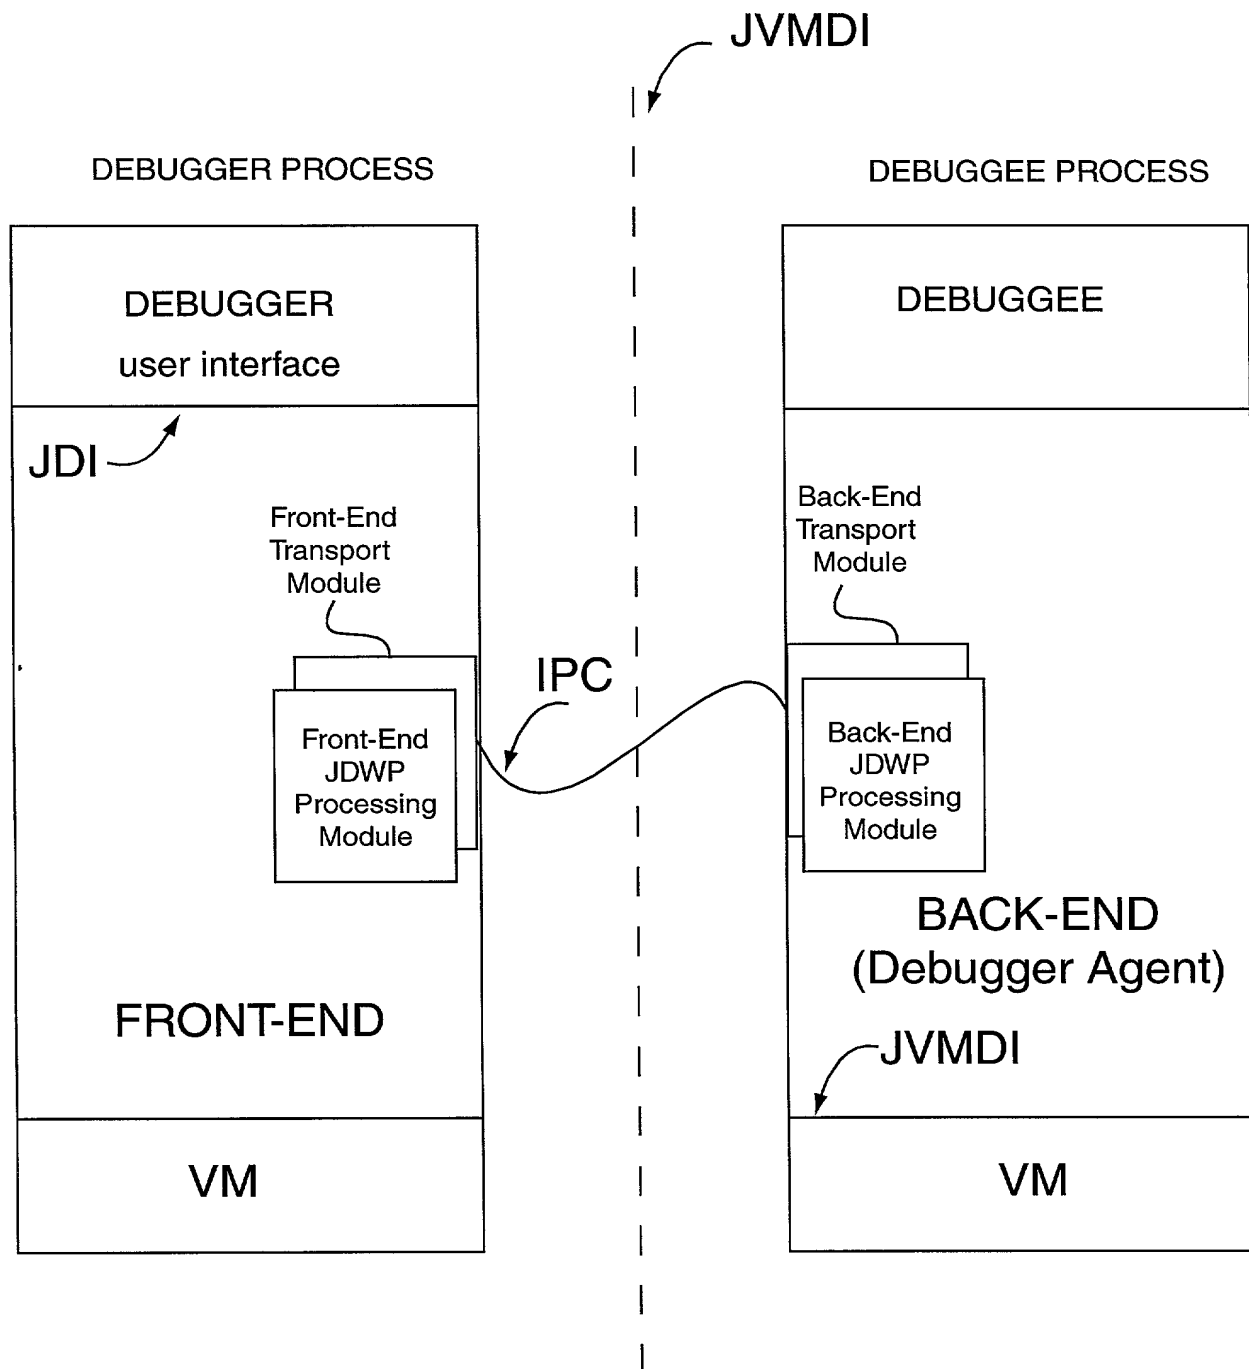 JVMDI
DEBUGGER PROCESS
DEBUGGEE PROCESS
DEBUGGER
user interface
DEBUGGEE
JDI
Front-End
Transport
Module
Back-End
Transport
Module
IPC
Front-End
JDWP
Processing
Module
Back-End
JDWP
Processing
Module
BACK-END
(Debugger Agent)
FRONT-END
JVMDI
VM
VM